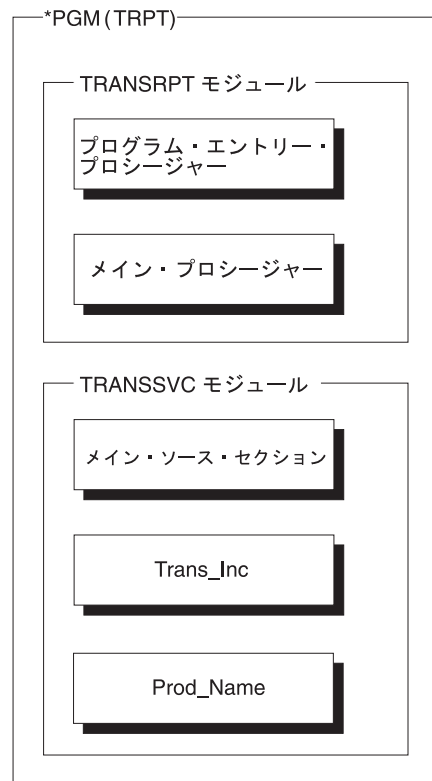 *PGM (TRPT)
TRANSRPT モジュール
プログラム・エントリー・
プロシージャー
メイン・プロシージャー
TRANSSVC モジュール
メイン・ソース・セクション
Trans_Inc
Prod_Name